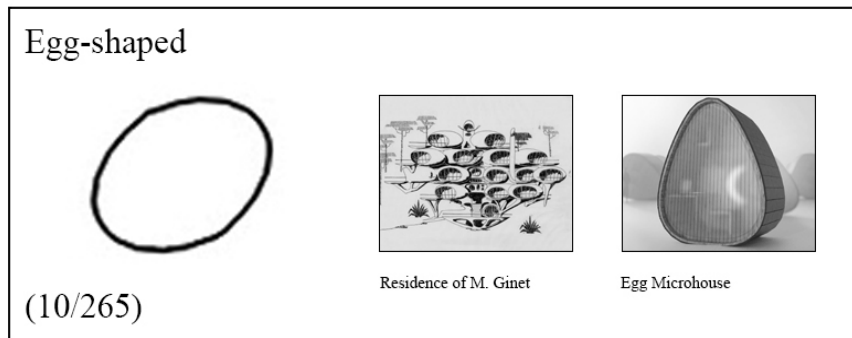 Egg-shaped
Residence of M. Ginet
Egg Microhouse
(10/265)